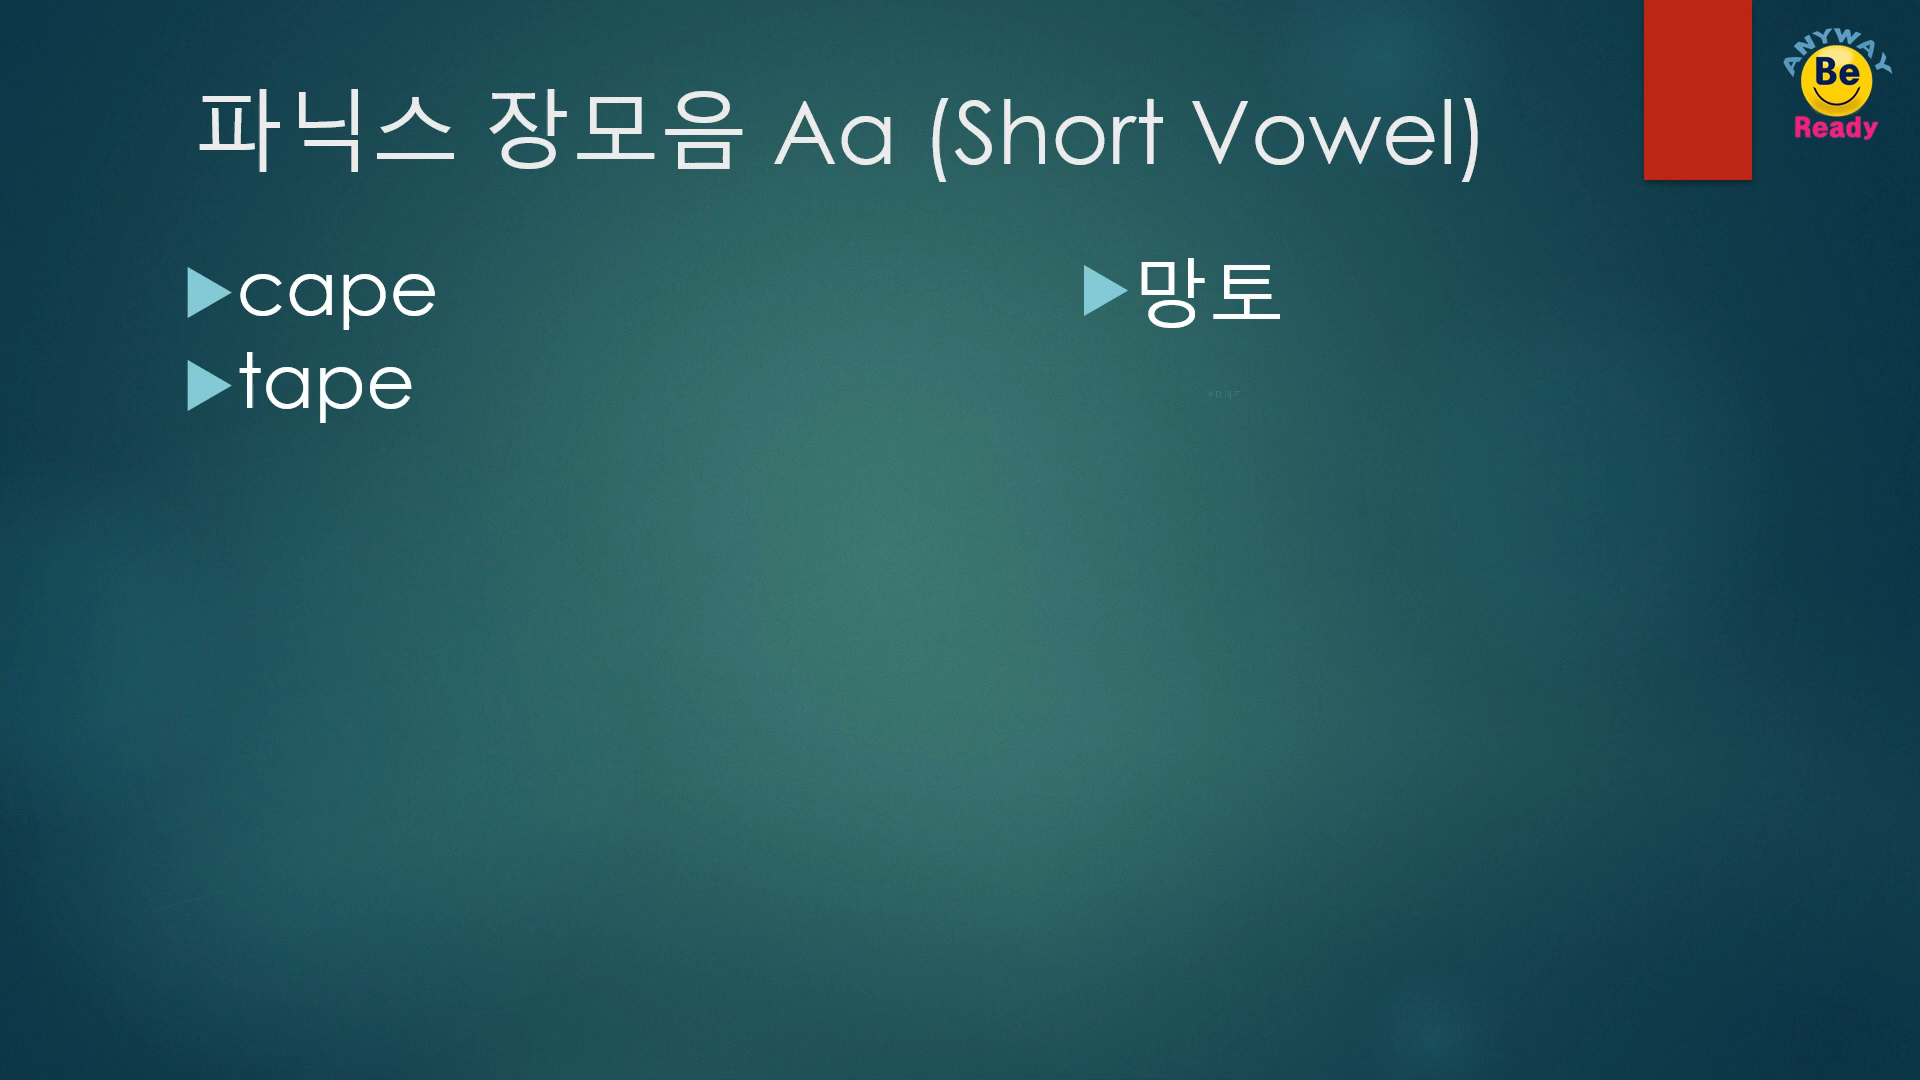 파닉스 장모음 Aa (Short Vowel)
ANYWAY
Be
Ready
cape
망토
tape